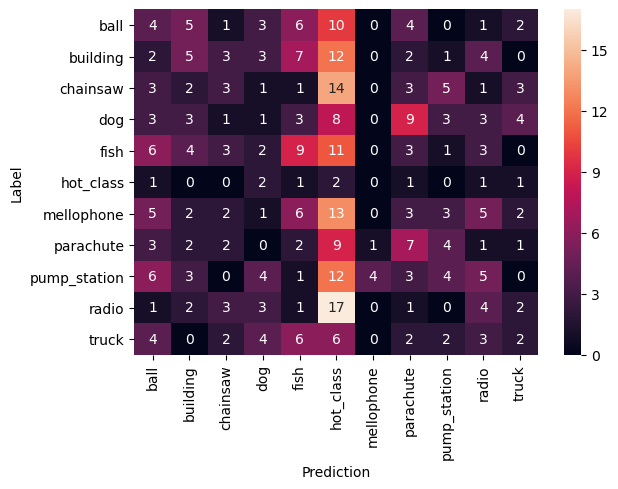 ball 4 5 1 3 6 10 0 4 0 1 2
building 2 5 3 3 7 12 0 2 1 4 0
chainsaw 3 2 3 1 1 14 0 3 5 1 3
dog 3 3 1 1 3 8 0 9 3 3 4
fish 6 4 3 2 9 11 0 3 1 3 0
hot_class 1 0 0 2 1 2 0 1 0 1 1
mellophone 5 2 2 1 6 13 0 3 3 5 2
parachute 3 2 2 0 2 9 1 7 4 1 1
pump_station 6 3 0 4 1 12 4 3 4 5 0
radio 1 2 3 3 1 17 0 1 0 4 2
truck 4 0 2 4 6 6 0 2 2 3 2
Label
ball building chainsaw dog fish hot_class mellophone parachute pump_station radio truck
Prediction
15
12
9
6
3
0